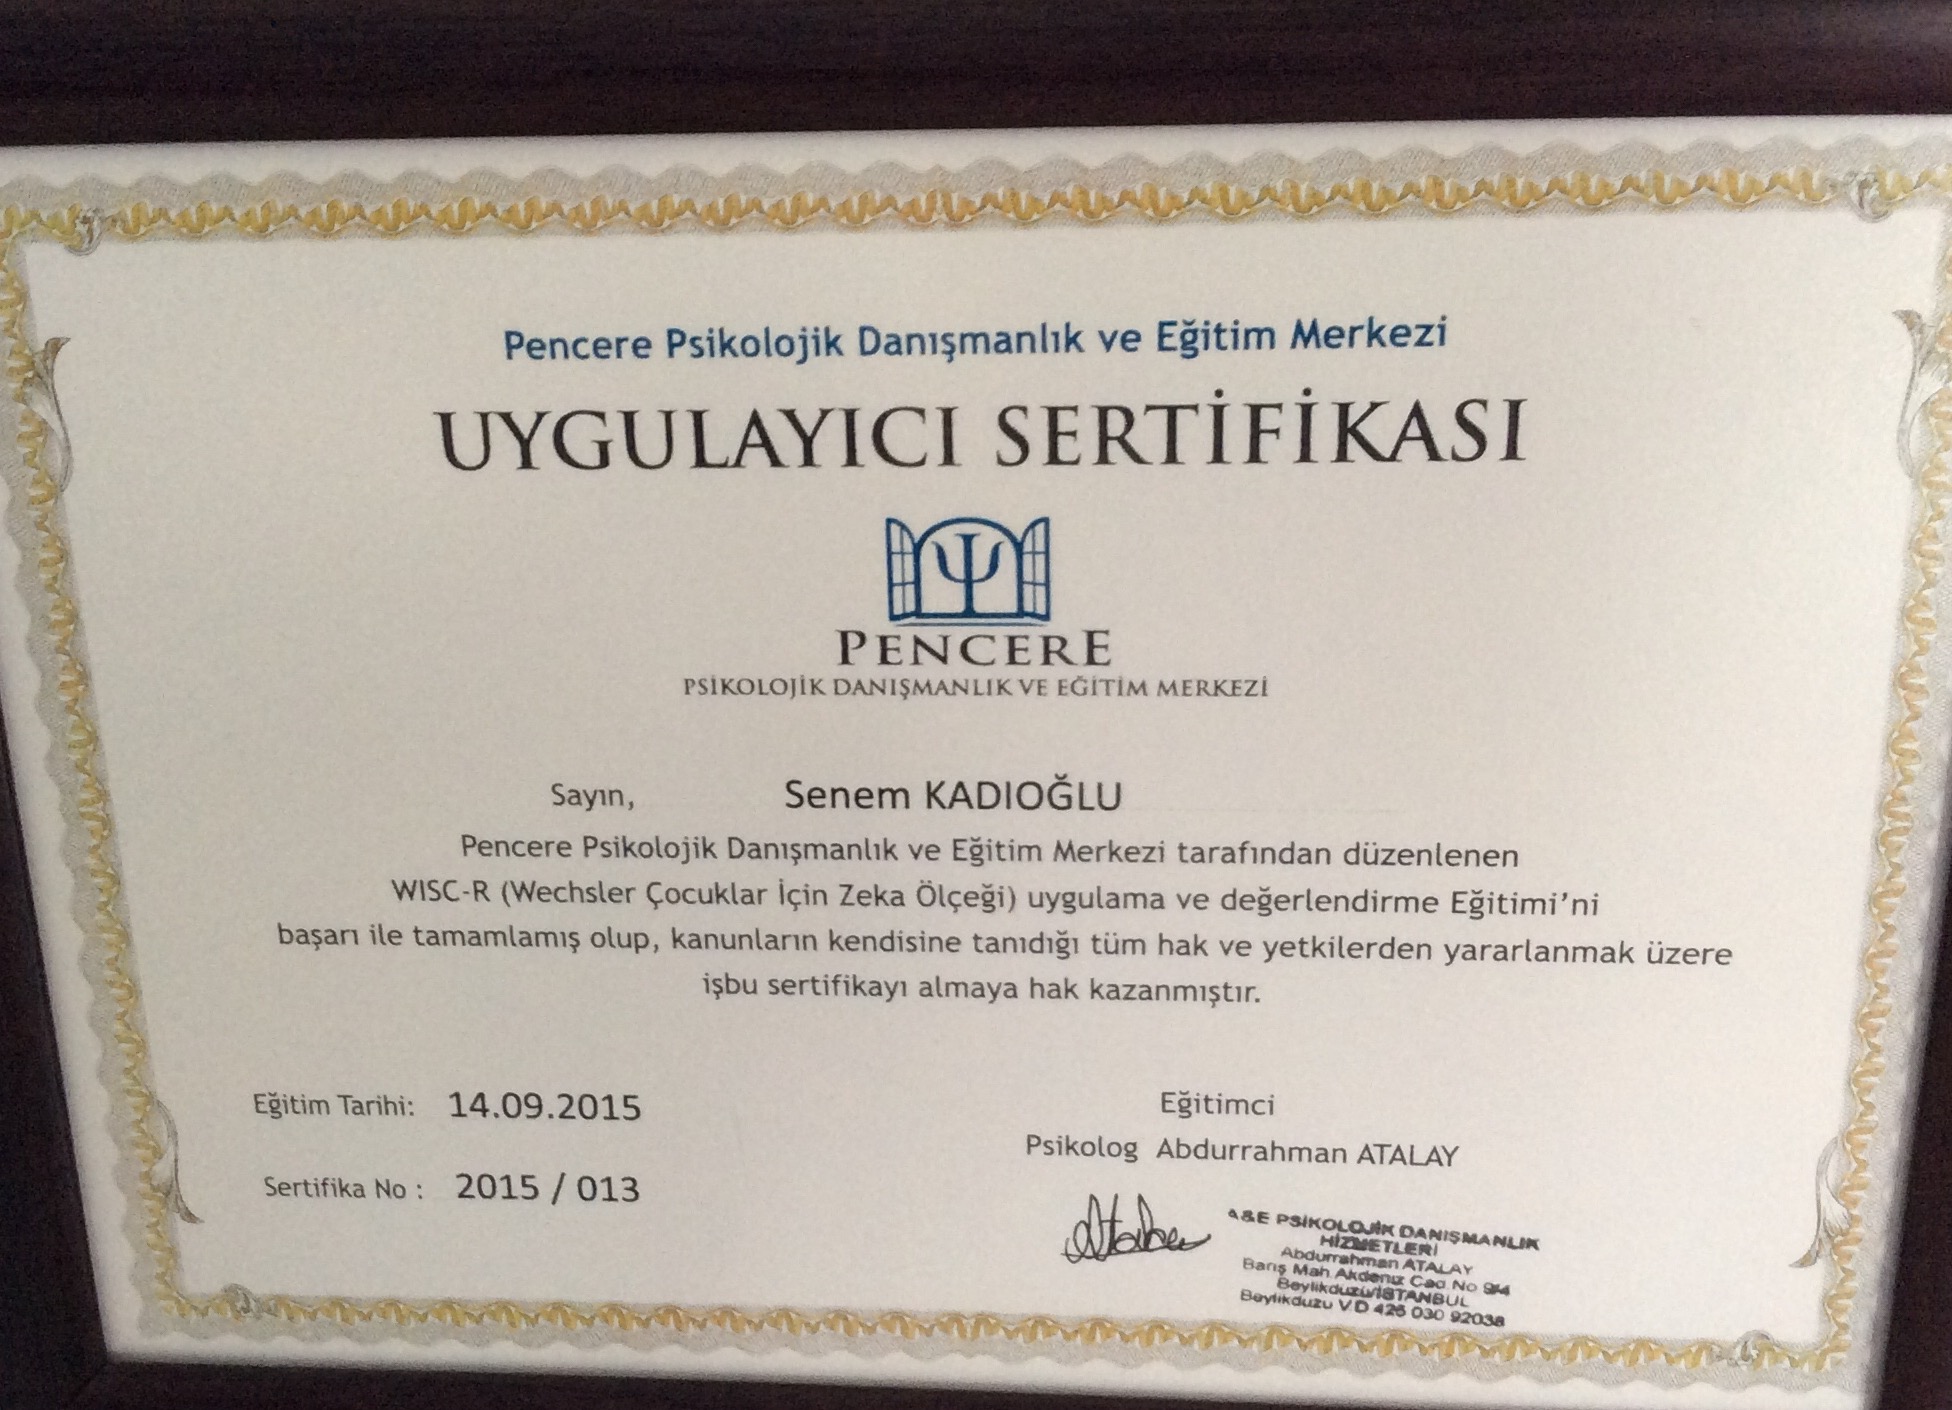 Pencere Psikolojik Danışmanlık ve Eğitim Merkezi
UYGULAYICI SERTİFİKASI
PENCERE
PSİKOLOJİK DANIŞMANLIK VE EĞİTİM MERKEZİ
Sayın, Senem KADIOĞLU
Pencere Psikolojik Danışmanlık ve Eğitim Merkezi tarafından düzenlenen
WISC-R (Wechsler Çocuklar İçin Zeka Ölçeği) uygulama ve değerlendirme Eğitimi’ni
başarı ile tamamlamış olup, kanunların kendisine tanıdığı tüm hak ve yetkilerden yararlanmak üzere
işbu sertifikayı almaya hak kazanmıştır.
Eğitim Tarihi: 14.09.2015
Sertifika No : 2015 / 013
Eğitimci
Psikolog Abdurrahman ATALAY
A&E PSİKOLOJİK DANIŞMANLIK
HİZMETLERİ
Abdurrahman ATALAY
Barış Mah. Akdeniz Cad. No
Beylikdüzü/İSTANBUL
Beylikdüzü V.D 426 030 92038